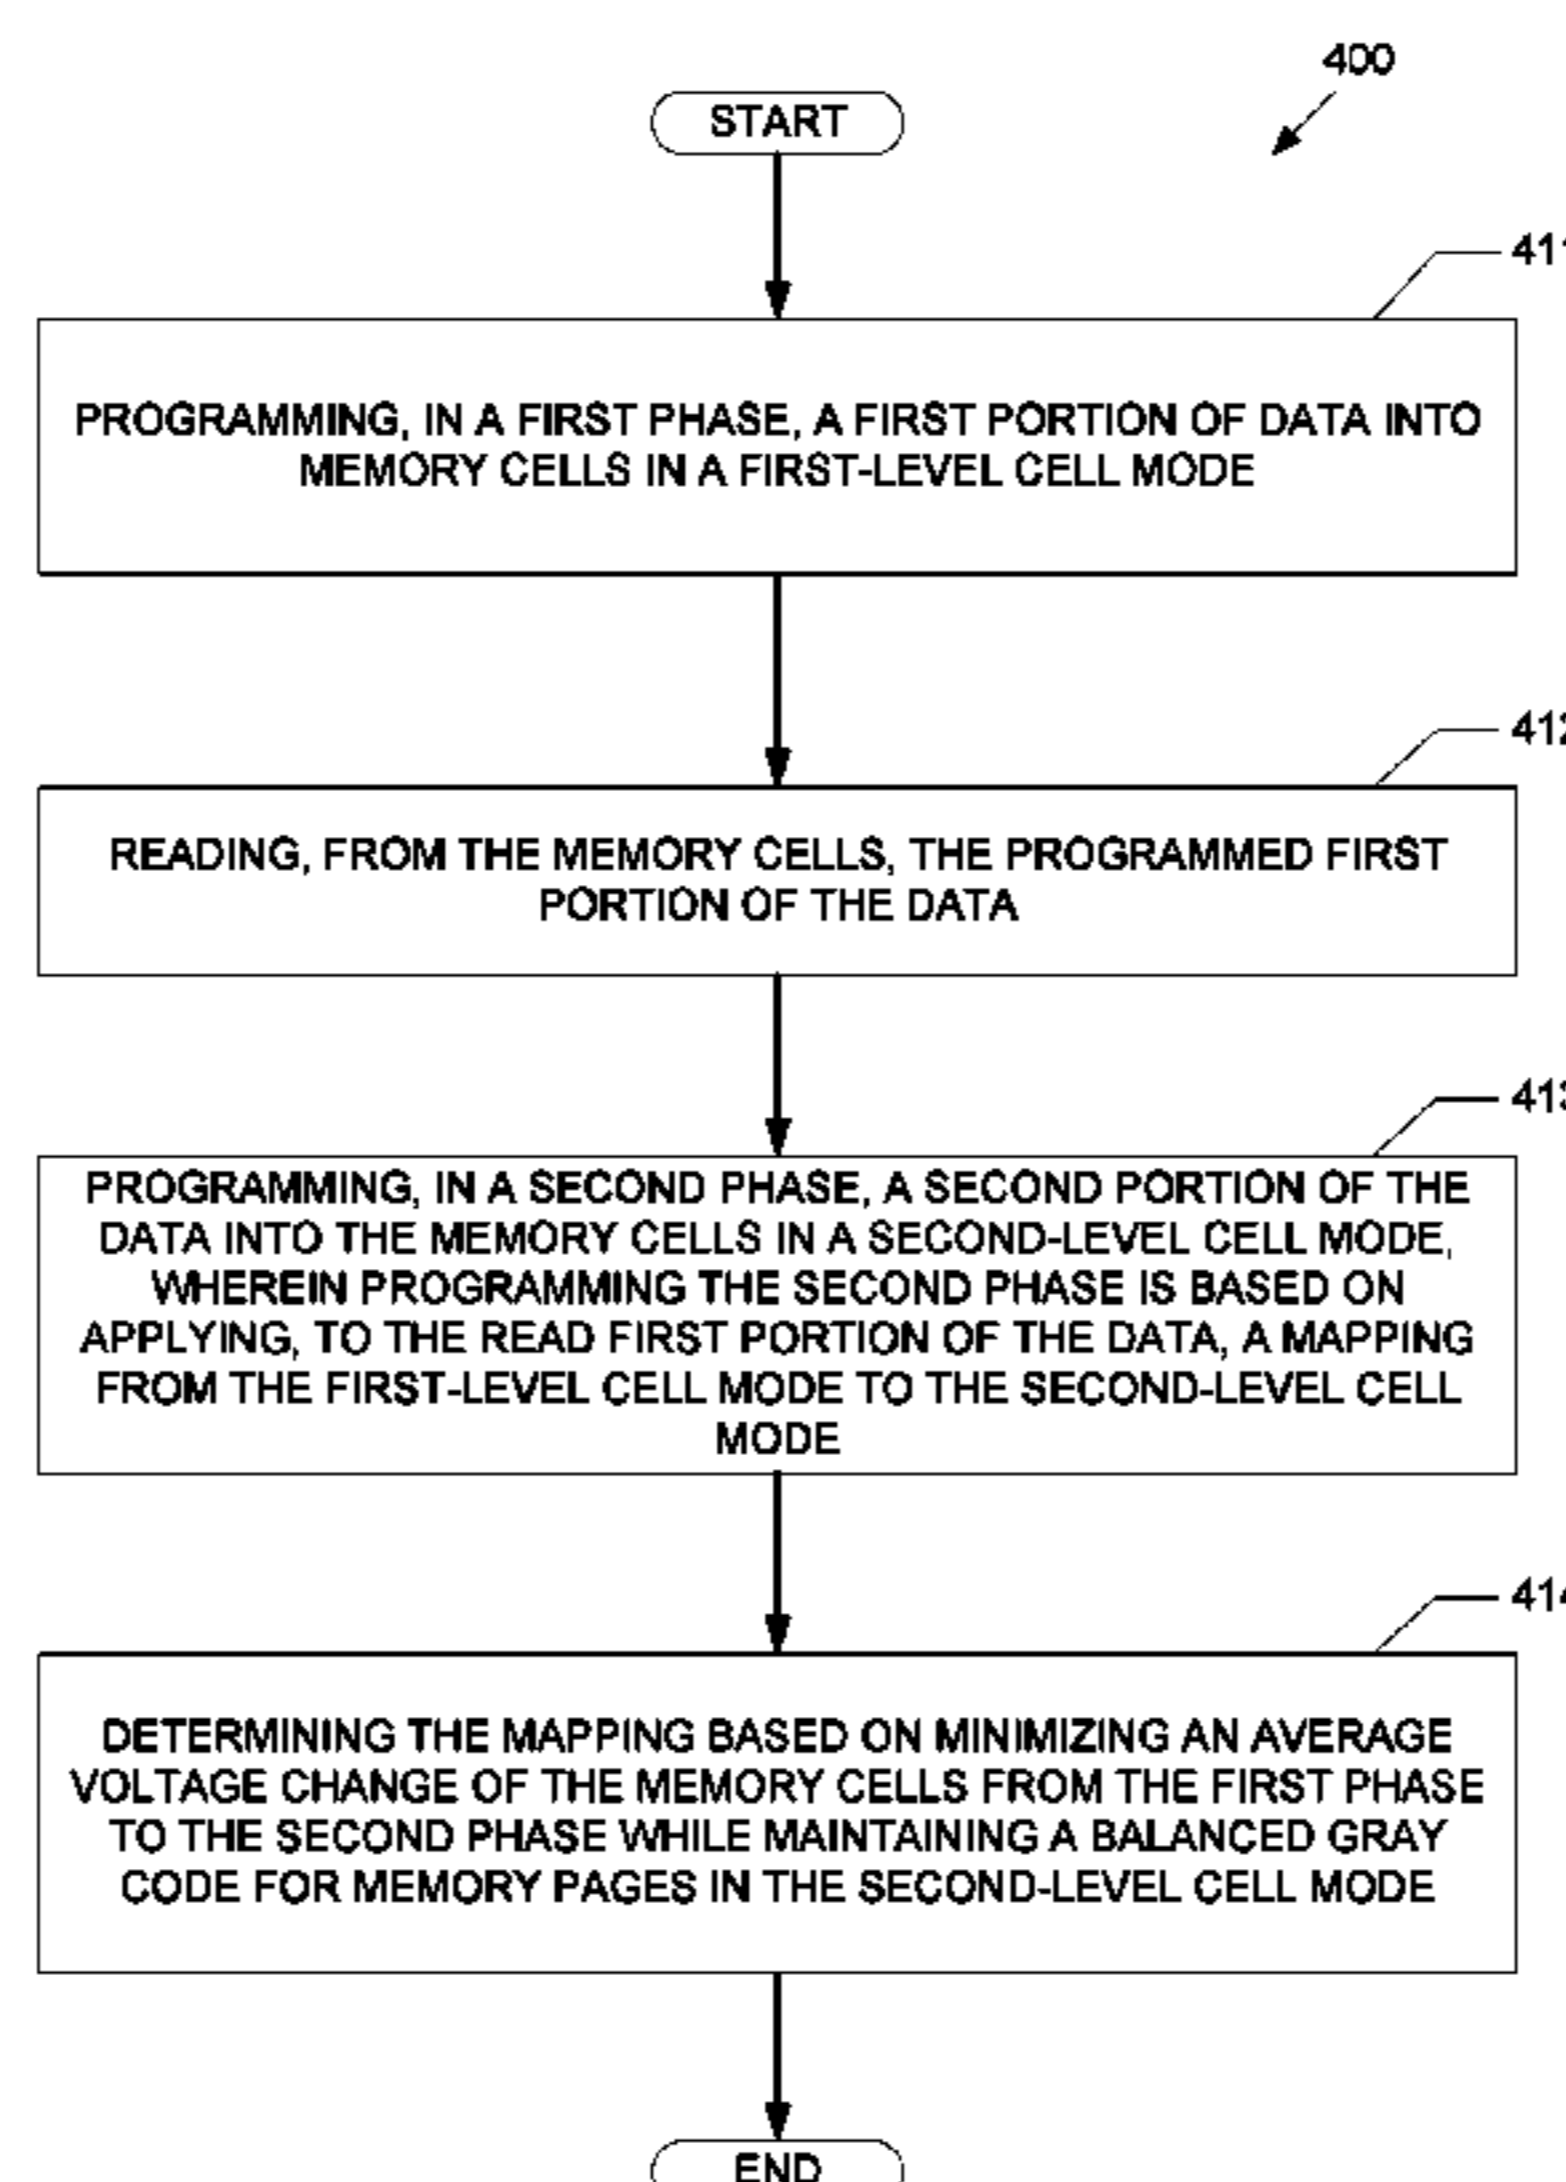 400
START
411
PROGRAMMING, IN A FIRST PHASE, A FIRST PORTION OF DATA INTO
MEMORY CELLS IN A FIRST-LEVEL CELL MODE
412
READING, FROM THE MEMORY CELLS, THE PROGRAMMED FIRST
PORTION OF THE DATA
413
PROGRAMMING, IN A SECOND PHASE, A SECOND PORTION OF THE
DATA INTO THE MEMORY CELLS IN A SECOND-LEVEL CELL MODE,
WHEREIN PROGRAMMING THE SECOND PHASE IS BASED ON
APPLYING, TO THE READ FIRST PORTION OF THE DATA, A MAPPING
FROM THE FIRST-LEVEL CELL MODE TO THE SECOND-LEVEL CELL
MODE
414
DETERMINING THE MAPPING BASED ON MINIMIZING AN AVERAGE
VOLTAGE CHANGE OF THE MEMORY CELLS FROM THE FIRST PHASE
TO THE SECOND PHASE WHILE MAINTAINING A BALANCED GRAY
CODE FOR MEMORY PAGES IN THE SECOND-LEVEL CELL MODE
END